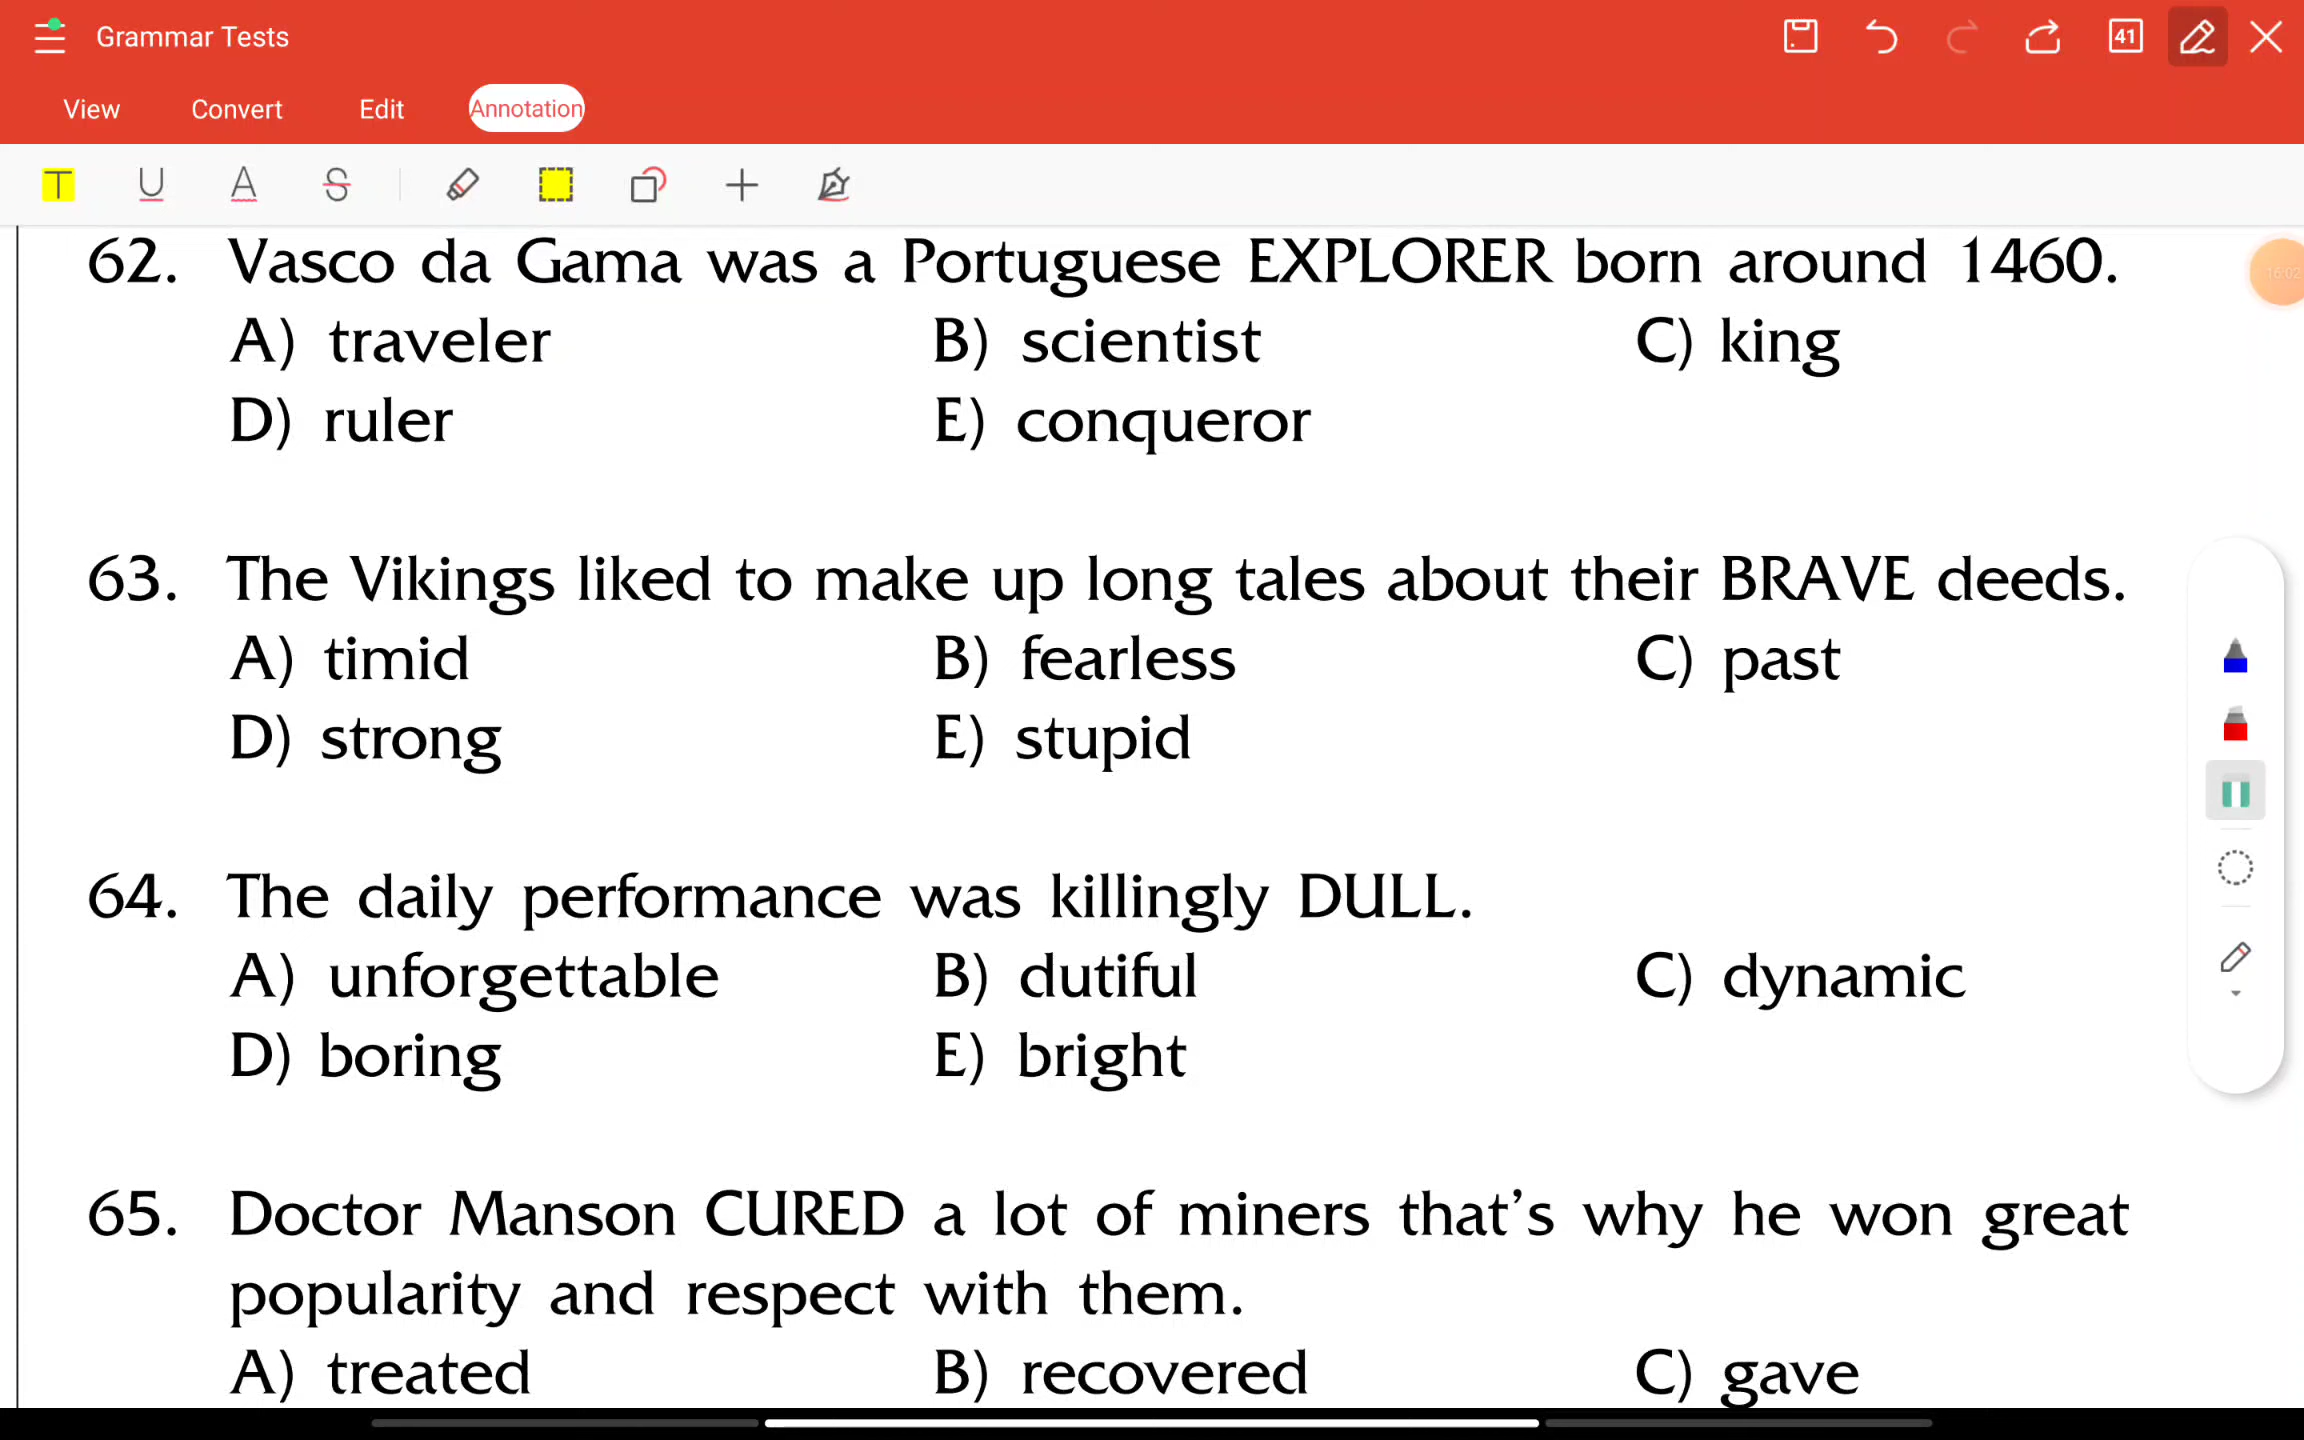 Grammar Tests
41
View Convert Edit Annotation
T U A S
62. Vasco da Gama was a Portuguese EXPLORER born around 1460.
16:02
A) traveler B) scientist C) king
D) ruler E) conqueror
63. The Vikings liked to make up long tales about their BRAVE deeds.
A) timid B) fearless C) past
D) strong E) stupid
64. The daily performance was killingly DULL.
A) unforgettable B) dutiful C) dynamic
D) boring E) bright
65. Doctor Manson CURED a lot of miners that's why he won great
popularity and respect with them.
A) treated B) recovered C) gave